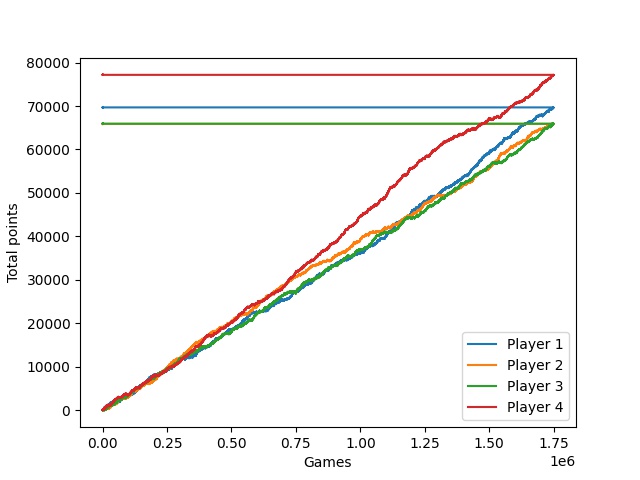 80000
70000
60000
50000
40000
30000
20000
10000
0
Total points
0.00 0.25 0.50 0.75 1.00 1.25 1.50 1.75
1e6
Games
Player 1
Player 2
Player 3
Player 4